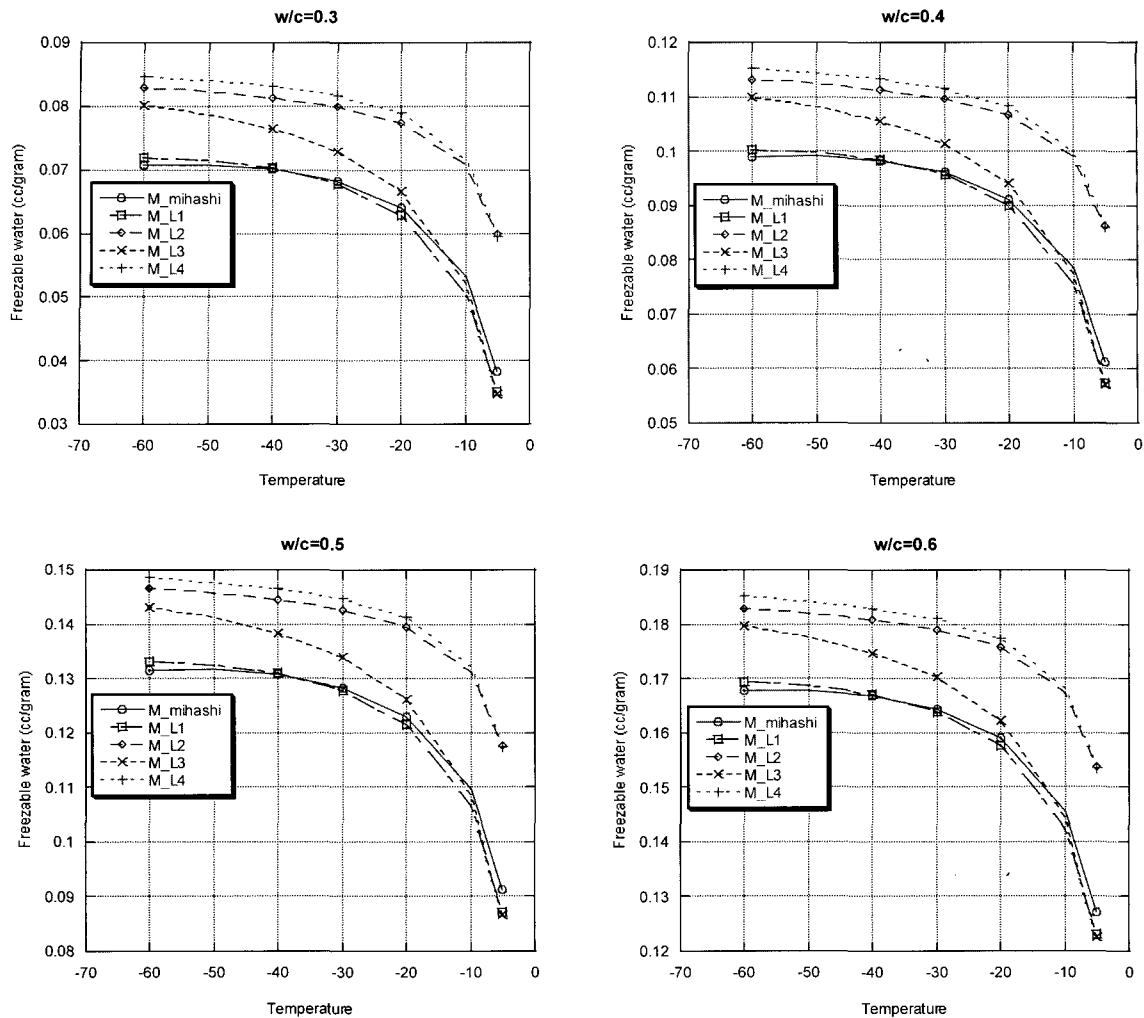 w/c=0.3
0.09
0.08
0.07
0.06
0.05
0.04
0.03
Freezable water (cc/gram)
M_mihashi
M_L1
M_L2
M_L3
M_L4
-70 -60 -50 -40 -30 -20 -10 0
Temperature
w/c=0.4
0.12
0.11
0.1
0.09
0.08
0.07
0.06
0.05
Freezable water (cc/gram)
M_mihashi
M_L1
M_L2
M_L3
M_L4
-70 -60 -50 -40 -30 -20 -10 0
Temperature
w/c=0.5
0.15
0.14
0.13
0.12
0.11
0.1
0.09
0.08
Freezable water (cc/gram)
M_mihashi
M_L1
M_L2
M_L3
M_L4
-70 -60 -50 -40 -30 -20 -10 0
Temperature
w/c=0.6
0.19
0.18
0.17
0.16
0.15
0.14
0.13
0.12
Freezable water (cc/gram)
M_mihashi
M_L1
M_L2
M_L3
M_L4
-70 -60 -50 -40 -30 -20 -10 0
Temperature